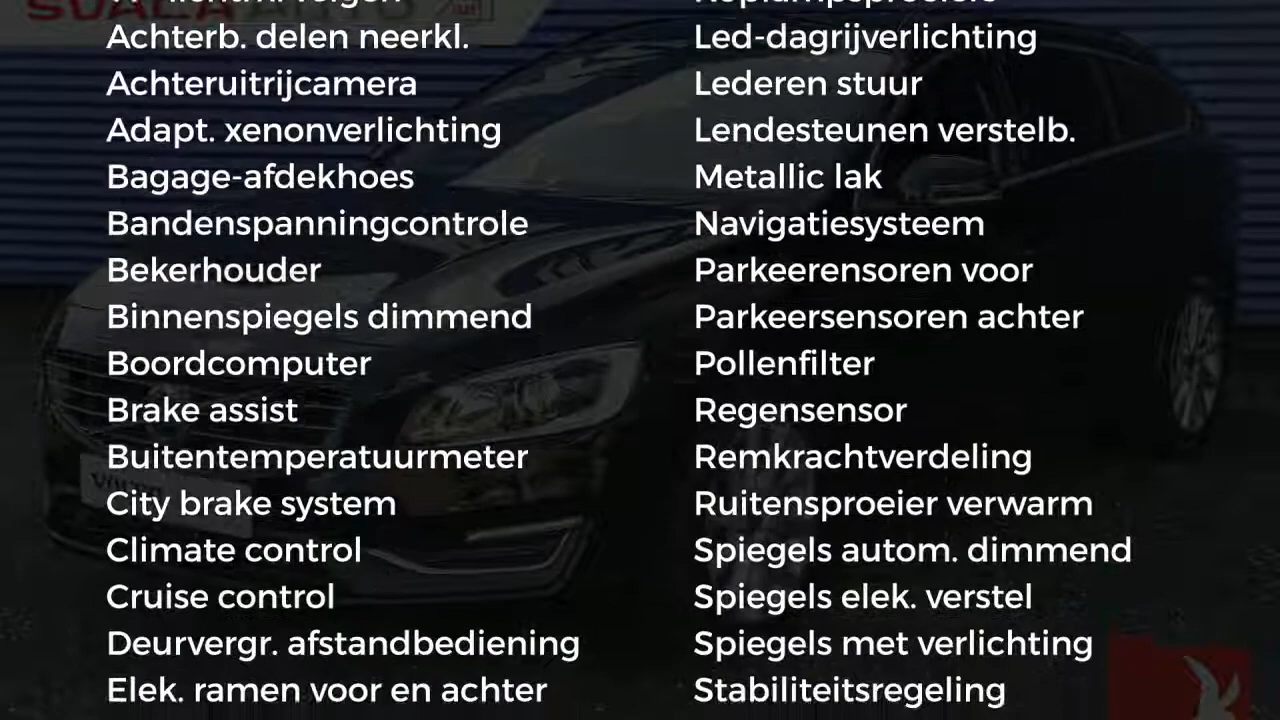 Achterb. delen neerkl.
Achteruitrijcamera
Adapt. xenonverlichting
Bagage-afdekhoes
Bandenspanningcontrole
Bekerhouder
Binnenspiegels dimmend
Boordcomputer
Brake assist
Buitentemperatuurmeter
City brake system
Climate control
Cruise control
Deurvergr. afstandbediening
Elek. ramen voor en achter
Led-dagrijverlichting
Lederen stuur
Lendesteunen verstelb.
Metallic lak
Navigatiesysteem
Parkeerensoren voor
Parkeersensoren achter
Pollenfilter
Regensensor
Remkrachtverdeling
Ruitensproeier verwarm
Spiegels autom. dimmend
Spiegels elek. verstel
Spiegels met verlichting
Stabiliteitsregeling